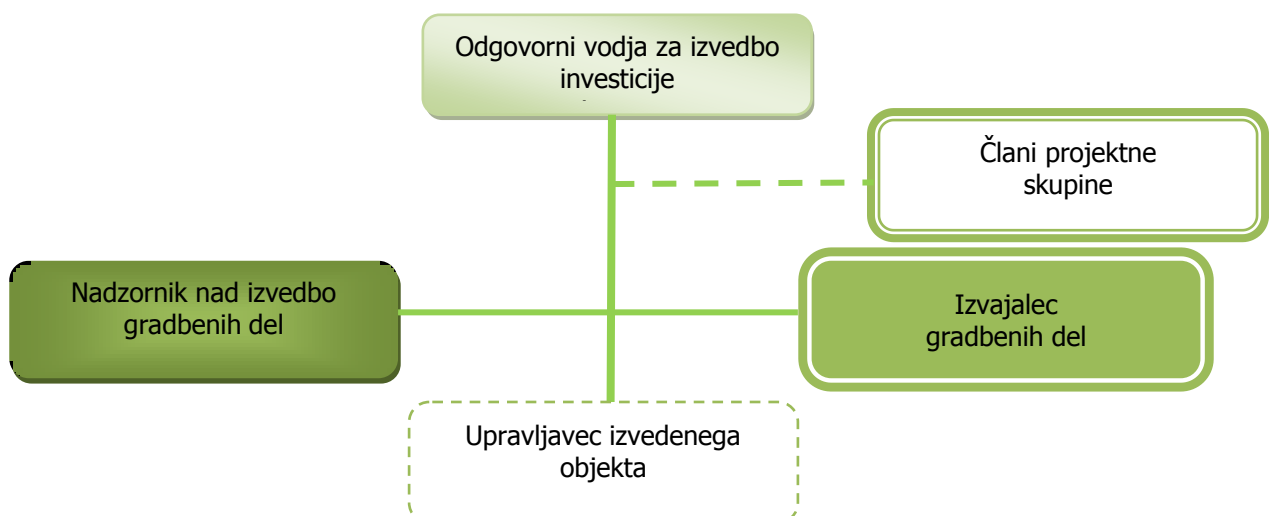 Odgovorni vodja za izvedbo
investicije
Člani projektne
skupine
Nadzornik nad izvedbo
gradbenih del
Izvajalec
gradbenih del
Upravljavec izvedenega
objekta